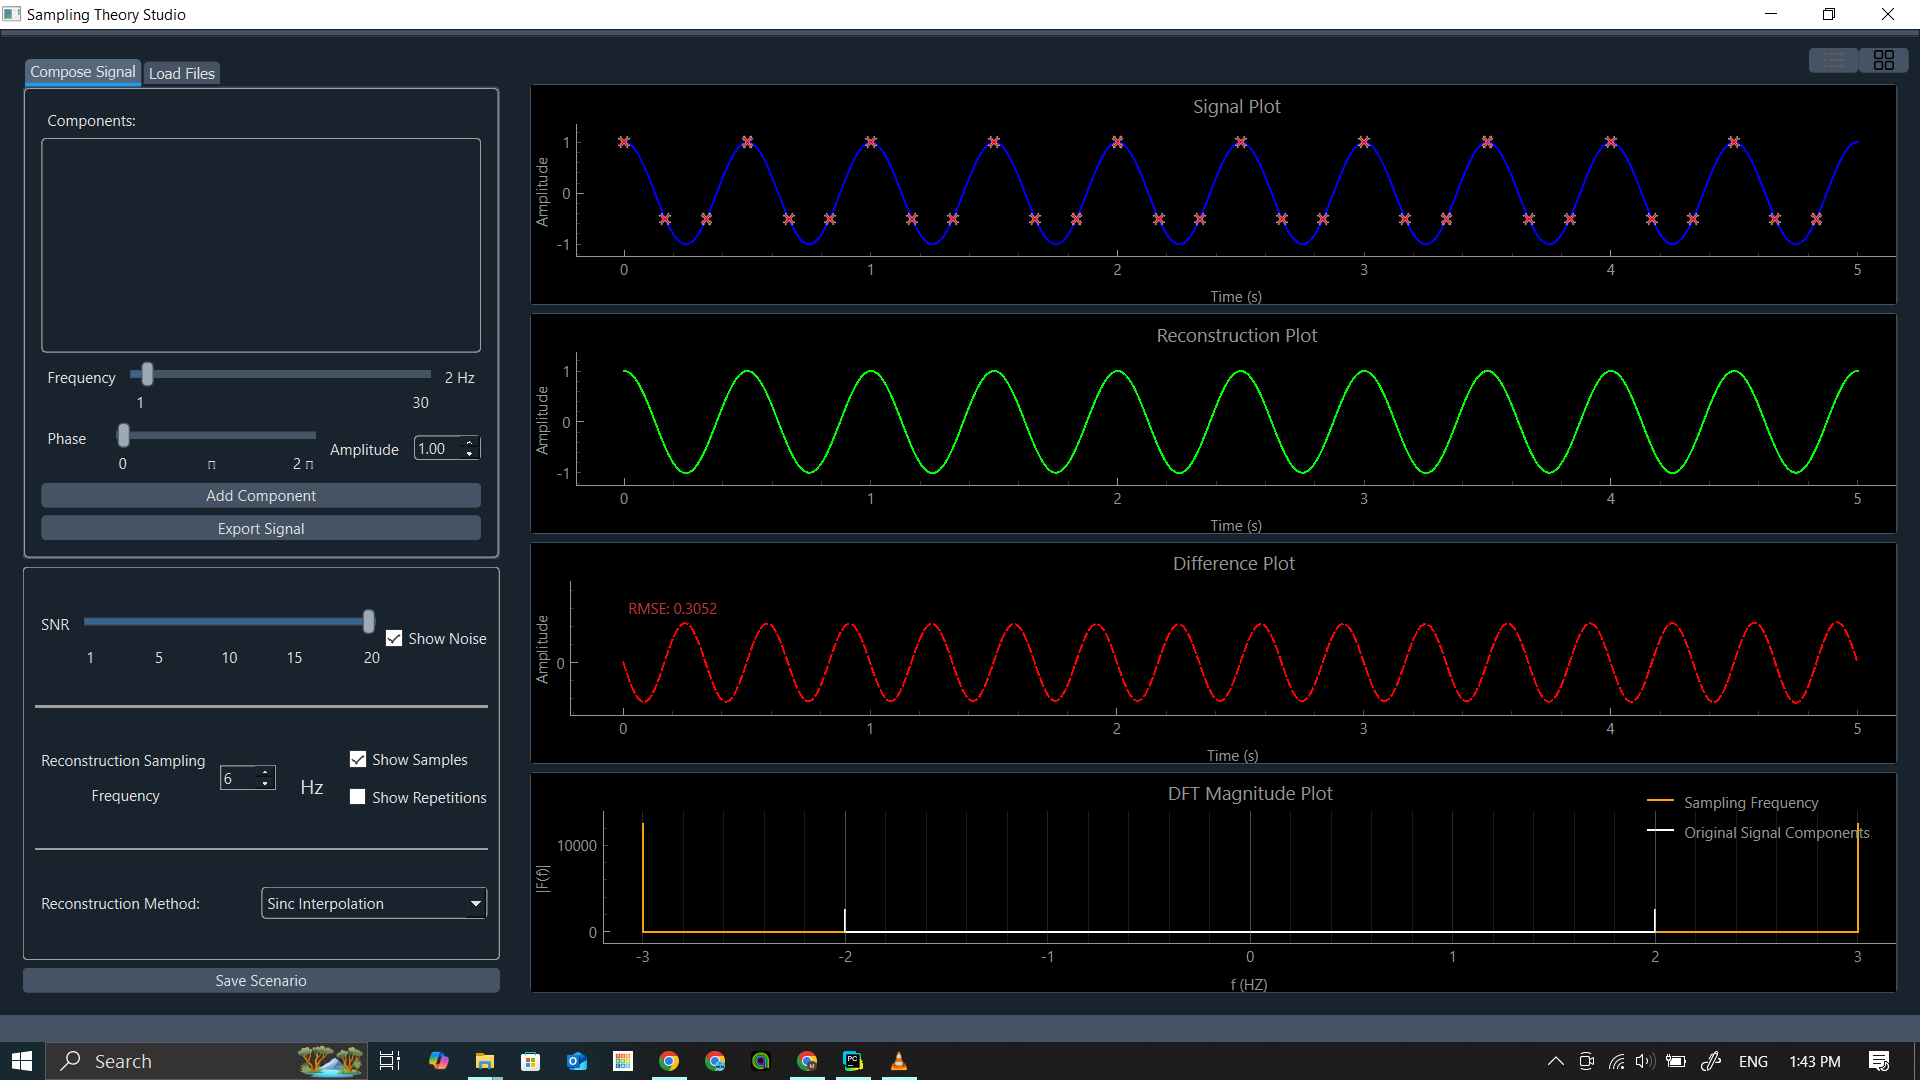 Sampling Theory Studio
Compose Signal
Load Files
Components:
Frequency
2 Hz
1
30
Phase
0
π
2 π
Amplitude
1.00
Add Component
Export Signal
SNR
Show Noise
1
5
10
15
20
Reconstruction Sampling
Frequency
6
Hz
Show Samples
Show Repetitions
Reconstruction Method:
Sinc Interpolation
Save Scenario
Signal Plot
Amplitude
1
0
-1
0
1
2
3
4
5
Time (s)
Reconstruction Plot
Amplitude
1
0
-1
0
1
2
3
4
5
Time (s)
Difference Plot
RMSE: 0.3052
Amplitude
0
0
1
2
3
4
5
Time (s)
DFT Magnitude Plot
Sampling Frequency
Original Signal Components
|F(f)|
10000
0
-3
-2
-1
0
1
2
3
f (HZ)
Search
ENG
1:43 PM